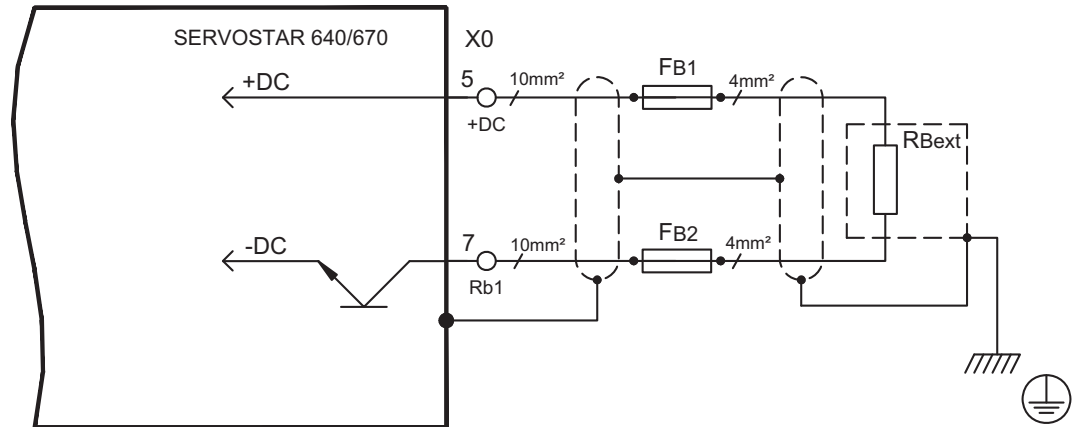 SERVOSTAR 640/670
X0
+DC
5
10mm²
FB1
4mm²
+DC
RBext
-DC
7
10mm²
FB2
4mm²
Rb1